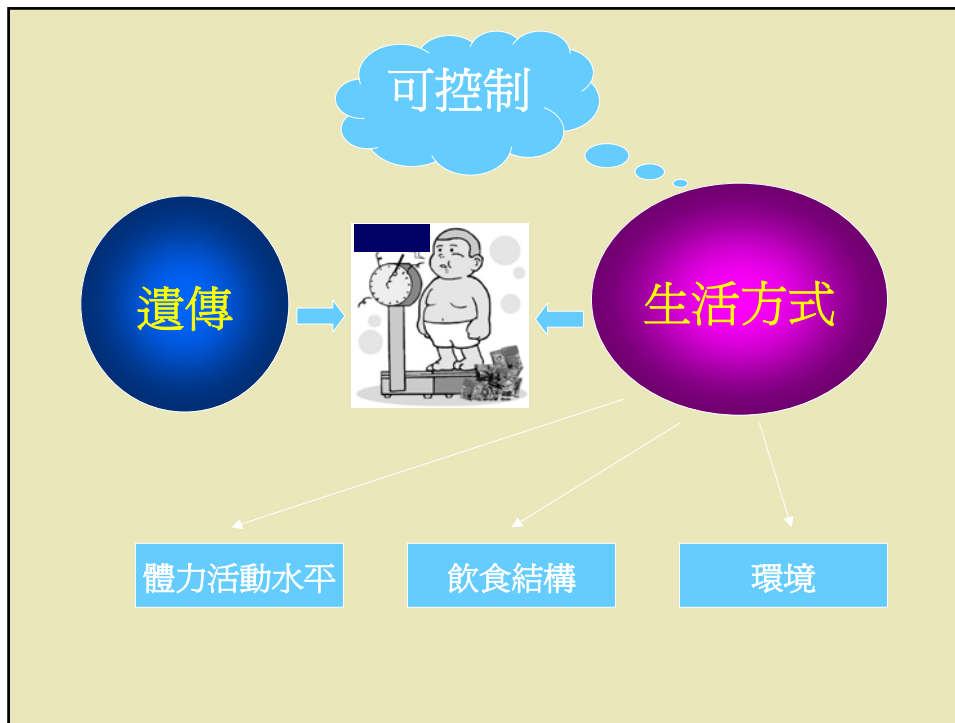 可控制
遺傳
生活方式
體力活動水平
飲食結構
環境